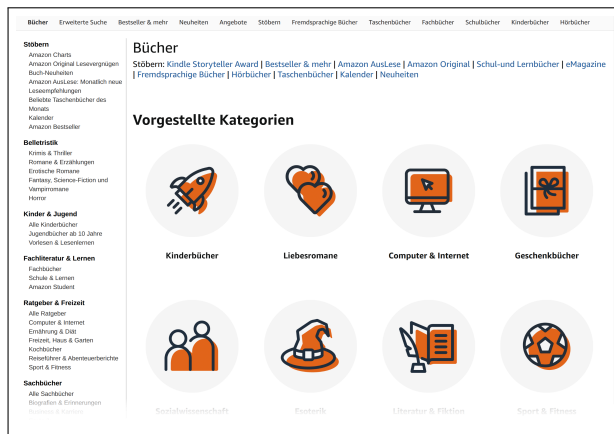 Bücher Erweiterte Suche Bestseller & mehr Neuheiten Angebote Stöbern Fremdsprachige Bücher Taschenbücher Fachbücher Schulbücher Kinderbücher Hörbücher
Stöbern
Amazon Charts
Amazon Original Lesevergnügen
Buch-Neuheiten
Amazon AusLese: Monatlich neue
Leseempfehlungen
Beliebte Taschenbücher des
Monats
Kalender
Amazon Bestseller
Belletristik
Krimis & Thriller
Romane & Erzählungen
Erotische Romane
Fantasy, Science-Fiction und
Vampirromane
Horror
Kinder & Jugend
Alle Kinderbücher
Jugendbücher ab 10 Jahre
Vorlesen & Lesenlernen
Fachliteratur & Lernen
Fachbücher
Schule & Lernen
Amazon Student
Ratgeber & Freizeit
Alle Ratgeber
Computer & Internet
Ernährung & Diät
Freizeit, Haus & Garten
Kochbücher
Reiseführer & Abenteuerberichte
Sport & Fitness
Sachbücher
Alle Sachbücher
Biografien & Erinnerungen
Bücher
Stöbern: Kindle Storyteller Award | Bestseller & mehr | Amazon AusLese | Amazon Original | Schul-und Lernbücher | eMagazine
| Fremdsprachige Bücher | Hörbücher | Taschenbücher | Kalender | Neuheiten
Vorgestellte Kategorien
Kinderbücher Liebesromane Computer & Internet Geschenkbücher
Sozialwissenschaft Esoterik Literatur & Fiktion Sport & Fitness